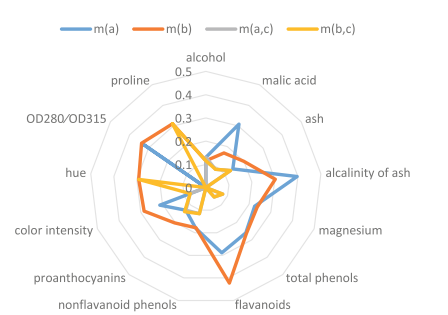 m(a) m(b) m(a,c) m(b,c)
alcohol
0.5
proline malic acid
0.4
OD280/OD315 0.3 ash
0.2
0.1
hue 0 alcalinity of ash
color intensity magnesium
proanthocyanins total phenols
nonflavanoid phenols flavanoids